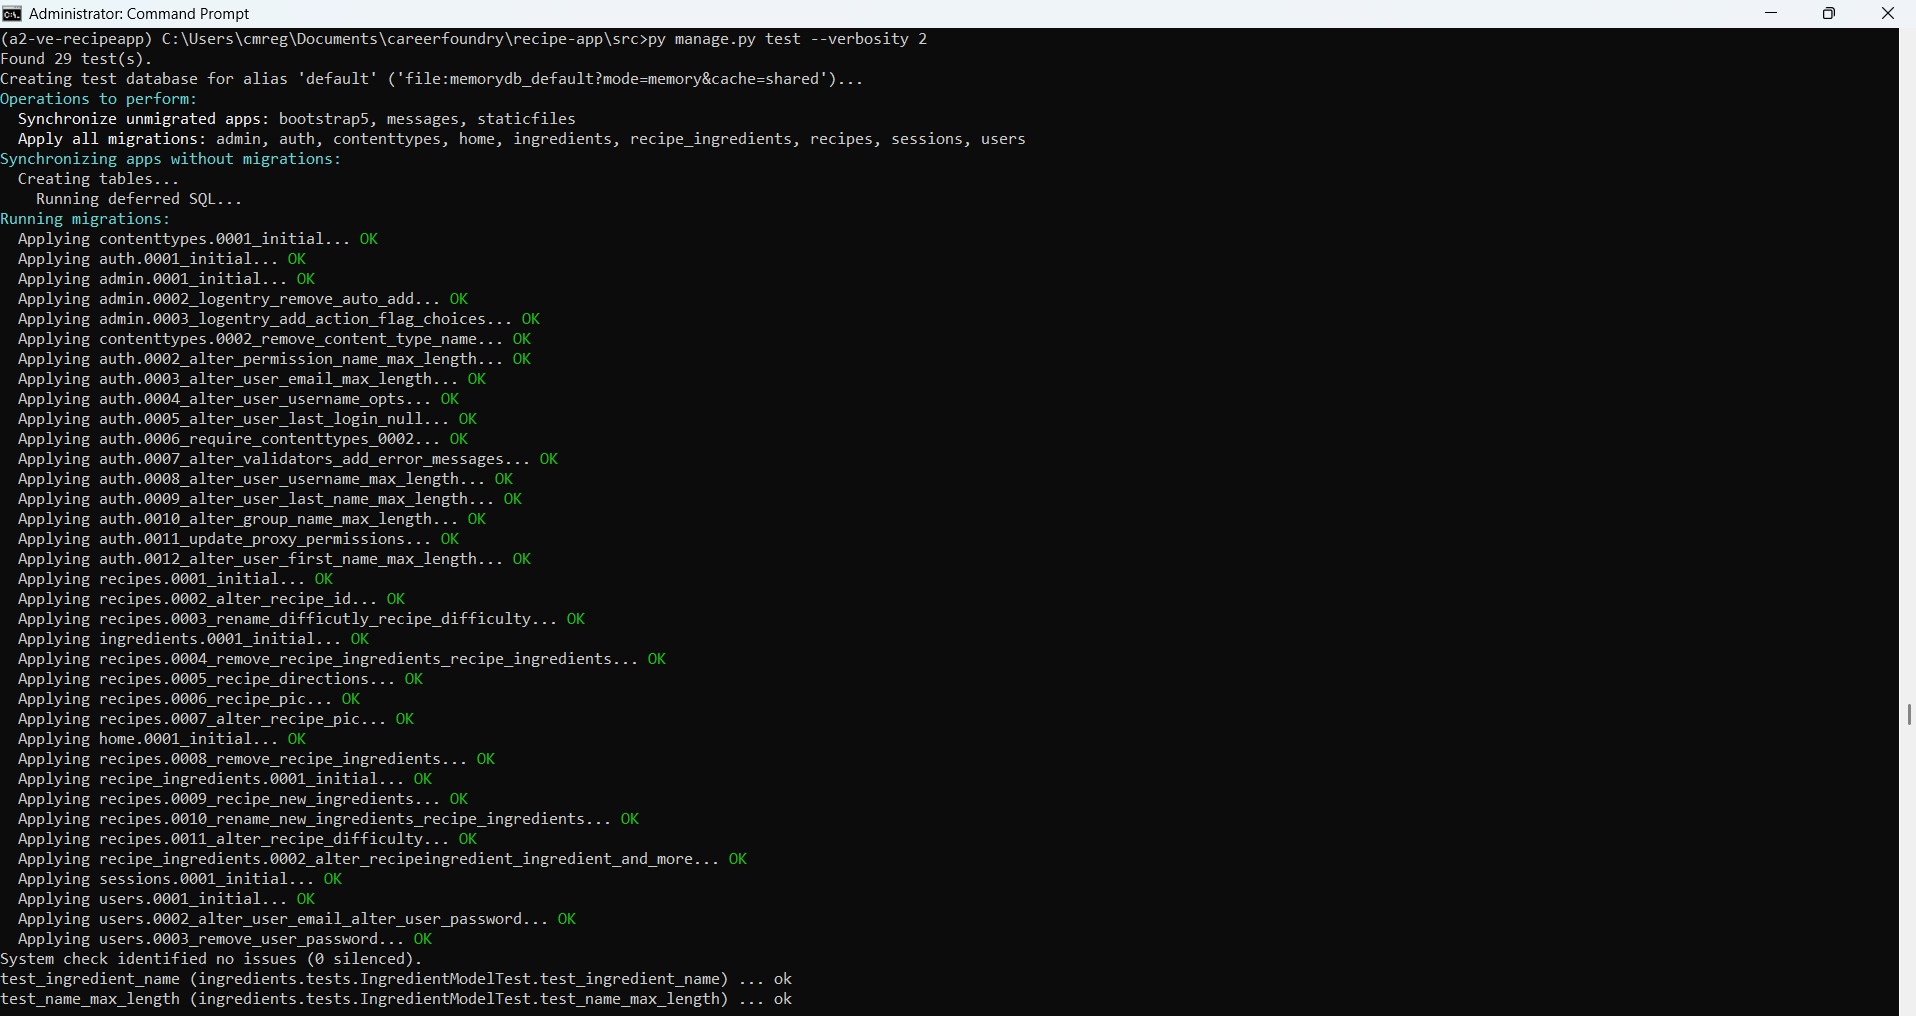 Administrator: Command Prompt
(a2-ve-recipeapp) C:\Users\cmreg\Documents\careerfoundry\recipe-app\src>py manage.py test --verbosity 2
Found 29 test(s).
Creating test database for alias 'default' ('file:memorydb_default?mode=memory&cache=shared')...
Operations to perform:
  Synchronize unmigrated apps: bootstrap5, messages, staticfiles
  Apply all migrations: admin, auth, contenttypes, home, ingredients, recipe_ingredients, recipes, sessions, users
Synchronizing apps without migrations:
  Creating tables...
    Running deferred SQL...
Running migrations:
  Applying contenttypes.0001_initial... OK
  Applying auth.0001_initial... OK
  Applying admin.0001_initial... OK
  Applying admin.0002_logentry_remove_auto_add... OK
  Applying admin.0003_logentry_add_action_flag_choices... OK
  Applying contenttypes.0002_remove_content_type_name... OK
  Applying auth.0002_alter_permission_name_max_length... OK
  Applying auth.0003_alter_user_email_max_length... OK
  Applying auth.0004_alter_user_username_opts... OK
  Applying auth.0005_alter_user_last_login_null... OK
  Applying auth.0006_require_contenttypes_0002... OK
  Applying auth.0007_alter_validators_add_error_messages... OK
  Applying auth.0008_alter_user_username_max_length... OK
  Applying auth.0009_alter_user_last_name_max_length... OK
  Applying auth.0010_alter_group_name_max_length... OK
  Applying auth.0011_update_proxy_permissions... OK
  Applying auth.0012_alter_user_first_name_max_length... OK
  Applying recipes.0001_initial... OK
  Applying recipes.0002_alter_recipe_id... OK
  Applying recipes.0003_rename_difficutly_recipe_difficulty... OK
  Applying ingredients.0001_initial... OK
  Applying recipes.0004_remove_recipe_ingredients_recipe_ingredients... OK
  Applying recipes.0005_recipe_directions... OK
  Applying recipes.0006_recipe_pic... OK
  Applying recipes.0007_alter_recipe_pic... OK
  Applying home.0001_initial... OK
  Applying recipes.0008_remove_recipe_ingredients... OK
  Applying recipe_ingredients.0001_initial... OK
  Applying recipes.0009_recipe_new_ingredients... OK
  Applying recipes.0010_rename_new_ingredients_recipe_ingredients... OK
  Applying recipes.0011_alter_recipe_difficulty... OK
  Applying recipe_ingredients.0002_alter_recipeingredient_ingredient_and_more... OK
  Applying sessions.0001_initial... OK
  Applying users.0001_initial... OK
  Applying users.0002_alter_user_email_alter_user_password... OK
  Applying users.0003_remove_user_password... OK
System check identified no issues (0 silenced).
test_ingredient_name (ingredients.tests.IngredientModelTest.test_ingredient_name) ... ok
test_name_max_length (ingredients.tests.IngredientModelTest.test_name_max_length) ... ok